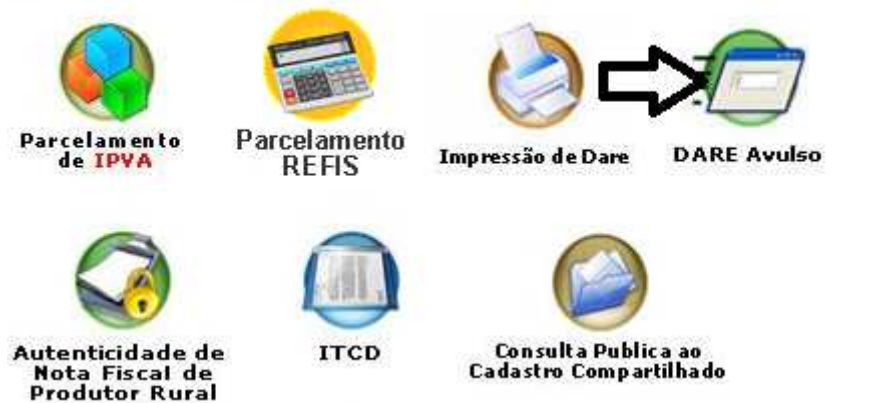 Parcelamento
de IPVA
Parcelamento
REFIS
Impressão de Dare
DARE Avulso
Autenticidade de
Nota Fiscal de
Produtor Rural
ITCD
Consulta Publica ao
Cadastro Compartilhado